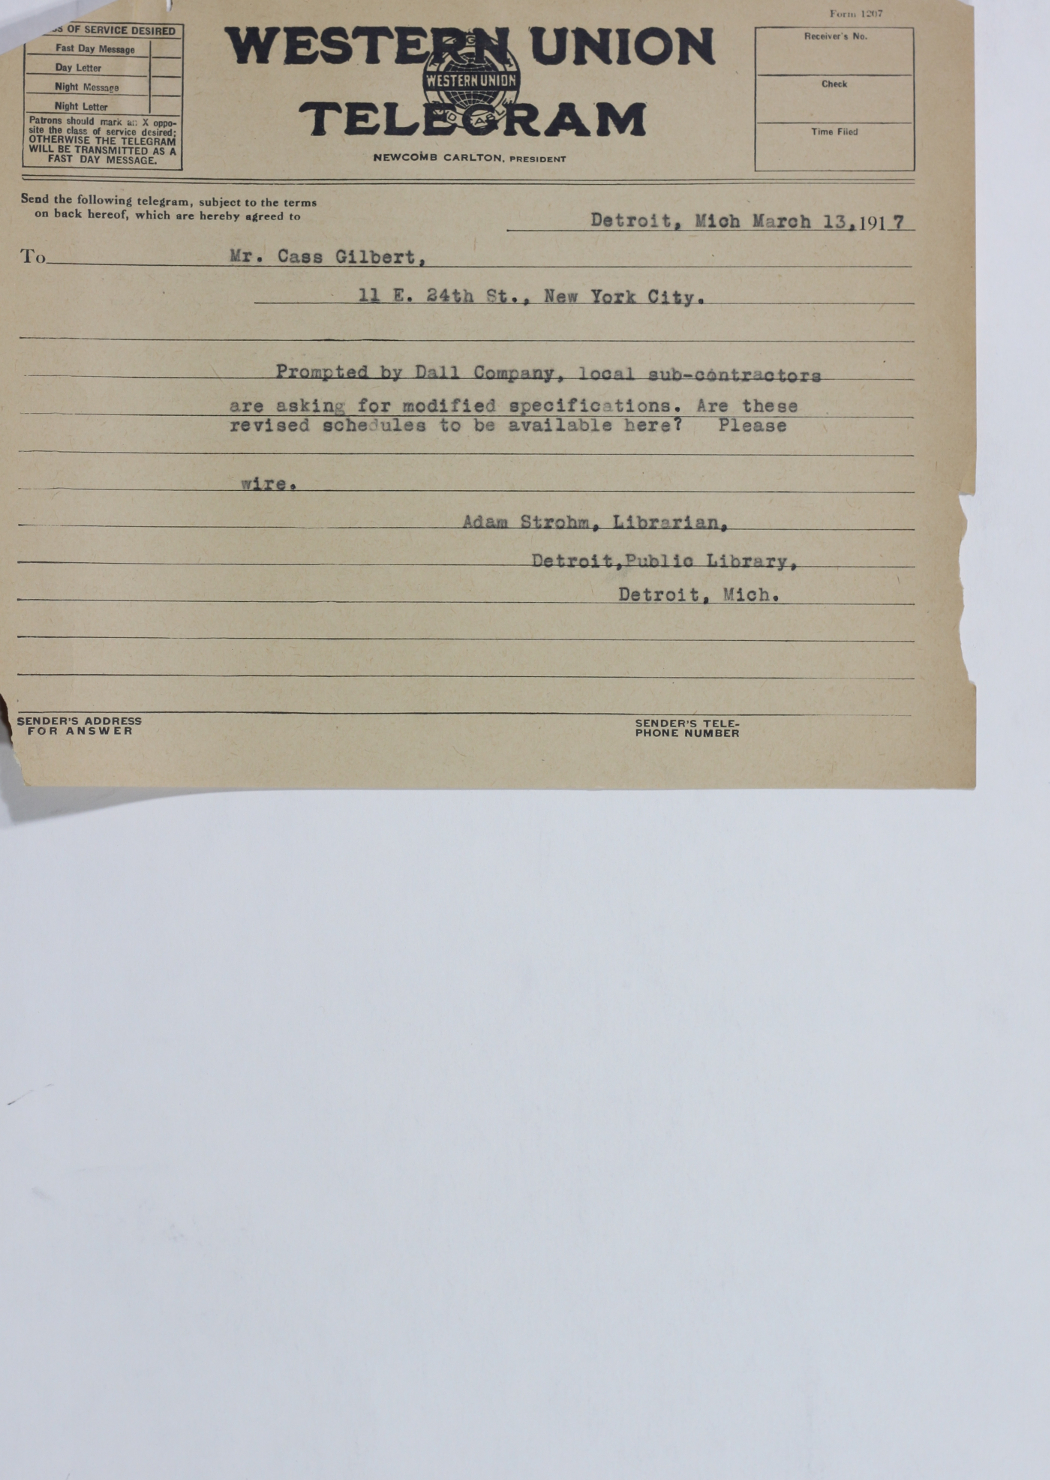 Form 1207
OF SERVICE DESIRED
Fast Day Message
Day Letter
Night Message
Night Letter
Patrons should mark an X oppo-
site the class of service desired;
OTHERWISE THE TELEGRAM
WILL BE TRANSMITTED AS A
FAST DAY MESSAGE.
WESTERN UNION
WESTERN UNION
TELEGRAM
NEWCOMB CARLTON, PRESIDENT
Receiver's No.
Check
Time Filed
Send the following telegram, subject to the terms
on back hereof, which are hereby agreed to
Detroit, Mich March 13, 1917
To Mr. Cass Gilbert,
11 E. 24th St., New York City.
Prompted by Dall Company, local sub-contractors
are asking for modified specifications. Are these
revised schedules to be available here? Please
wire.
Adam Strohm, Librarian,
Detroit,Public Library,
Detroit, Mich.
SENDER'S ADDRESS
FOR ANSWER
SENDER'S TELE-
PHONE NUMBER